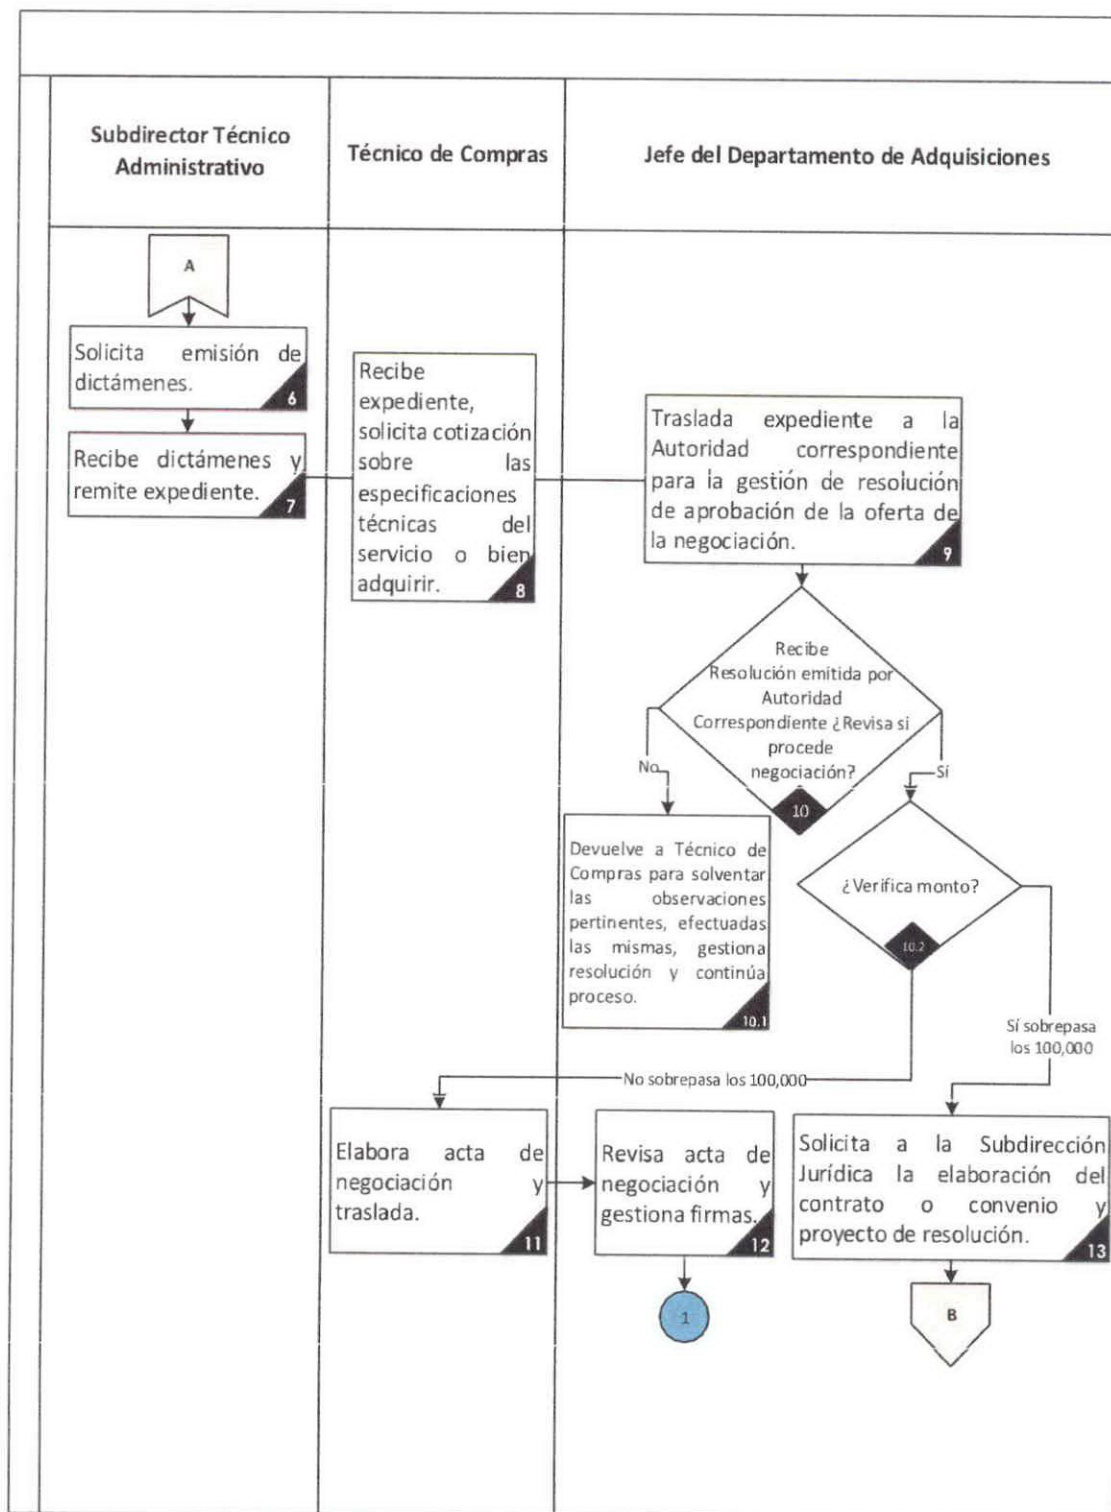 Subdirector Técnico
Administrativo
Técnico de Compras
Jefe del Departamento de Adquisiciones
A
Solicita emisión de
dictámenes.
6
Recibe dictámenes y
remite expediente.
7
Recibe
expediente,
solicita cotización
sobre las
especificaciones
técnicas del
servicio o bien
adquirir.
8
Traslada expediente a la
Autoridad correspondiente
para la gestión de resolución
de aprobación de la oferta de
la negociación.
9
Recibe
Resolución emitida por
Autoridad
Correspondiente ¿Revisa si
procede
negociación?
10
No
Sí
Devuelve a Técnico de
Compras para solventar
las observaciones
pertinentes, efectuadas
las mismas, gestiona
resolución y continúa
proceso.
10.1
¿Verifica monto?
10.2
Sí sobrepasa
los 100,000
No sobrepasa los 100,000
Elabora acta de
negociación y
traslada.
11
Revisa acta de
negociación y
gestiona firmas.
12
Solicita a la Subdirección
Jurídica la elaboración del
contrato o convenio y
proyecto de resolución.
13
1
B